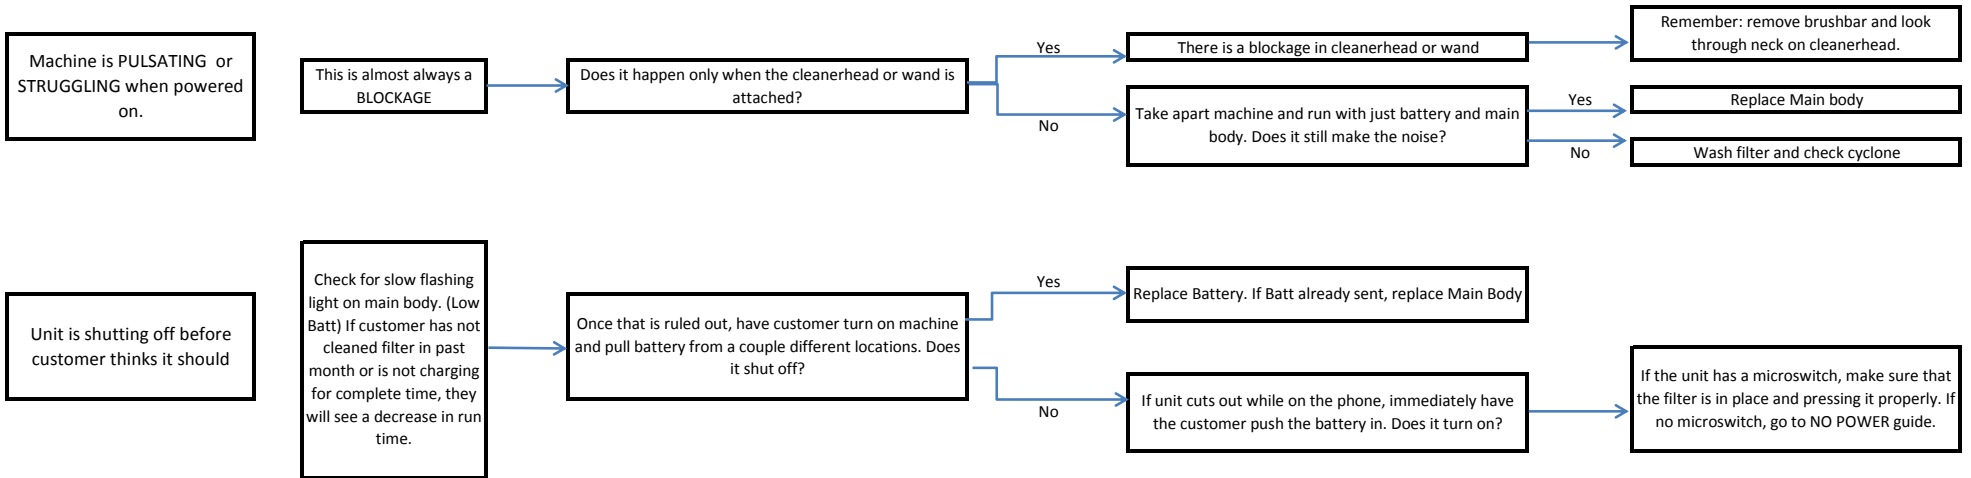 Machine is PULSATING or
STRUGGLING when powered
on.
This is almost always a
BLOCKAGE
Does it happen only when the cleanerhead or wand is
attached?
Yes
There is a blockage in cleanerhead or wand
Remember: remove brushbar and look
through neck on cleanerhead.
No
Take apart machine and run with just battery and main
body. Does it still make the noise?
Yes
Replace Main body
No
Wash filter and check cyclone
Unit is shutting off before
customer thinks it should
Check for slow flashing
light on main body. (Low
Batt) If customer has not
cleaned filter in past
month or is not charging
for complete time, they
will see a decrease in run
time.
Once that is ruled out, have customer turn on machine
and pull battery from a couple different locations. Does
it shut off?
Yes
Replace Battery. If Batt already sent, replace Main Body
No
If unit cuts out while on the phone, immediately have
the customer push the battery in. Does it turn on?
If the unit has a microswitch, make sure that
the filter is in place and pressing it properly. If
no microswitch, go to NO POWER guide.